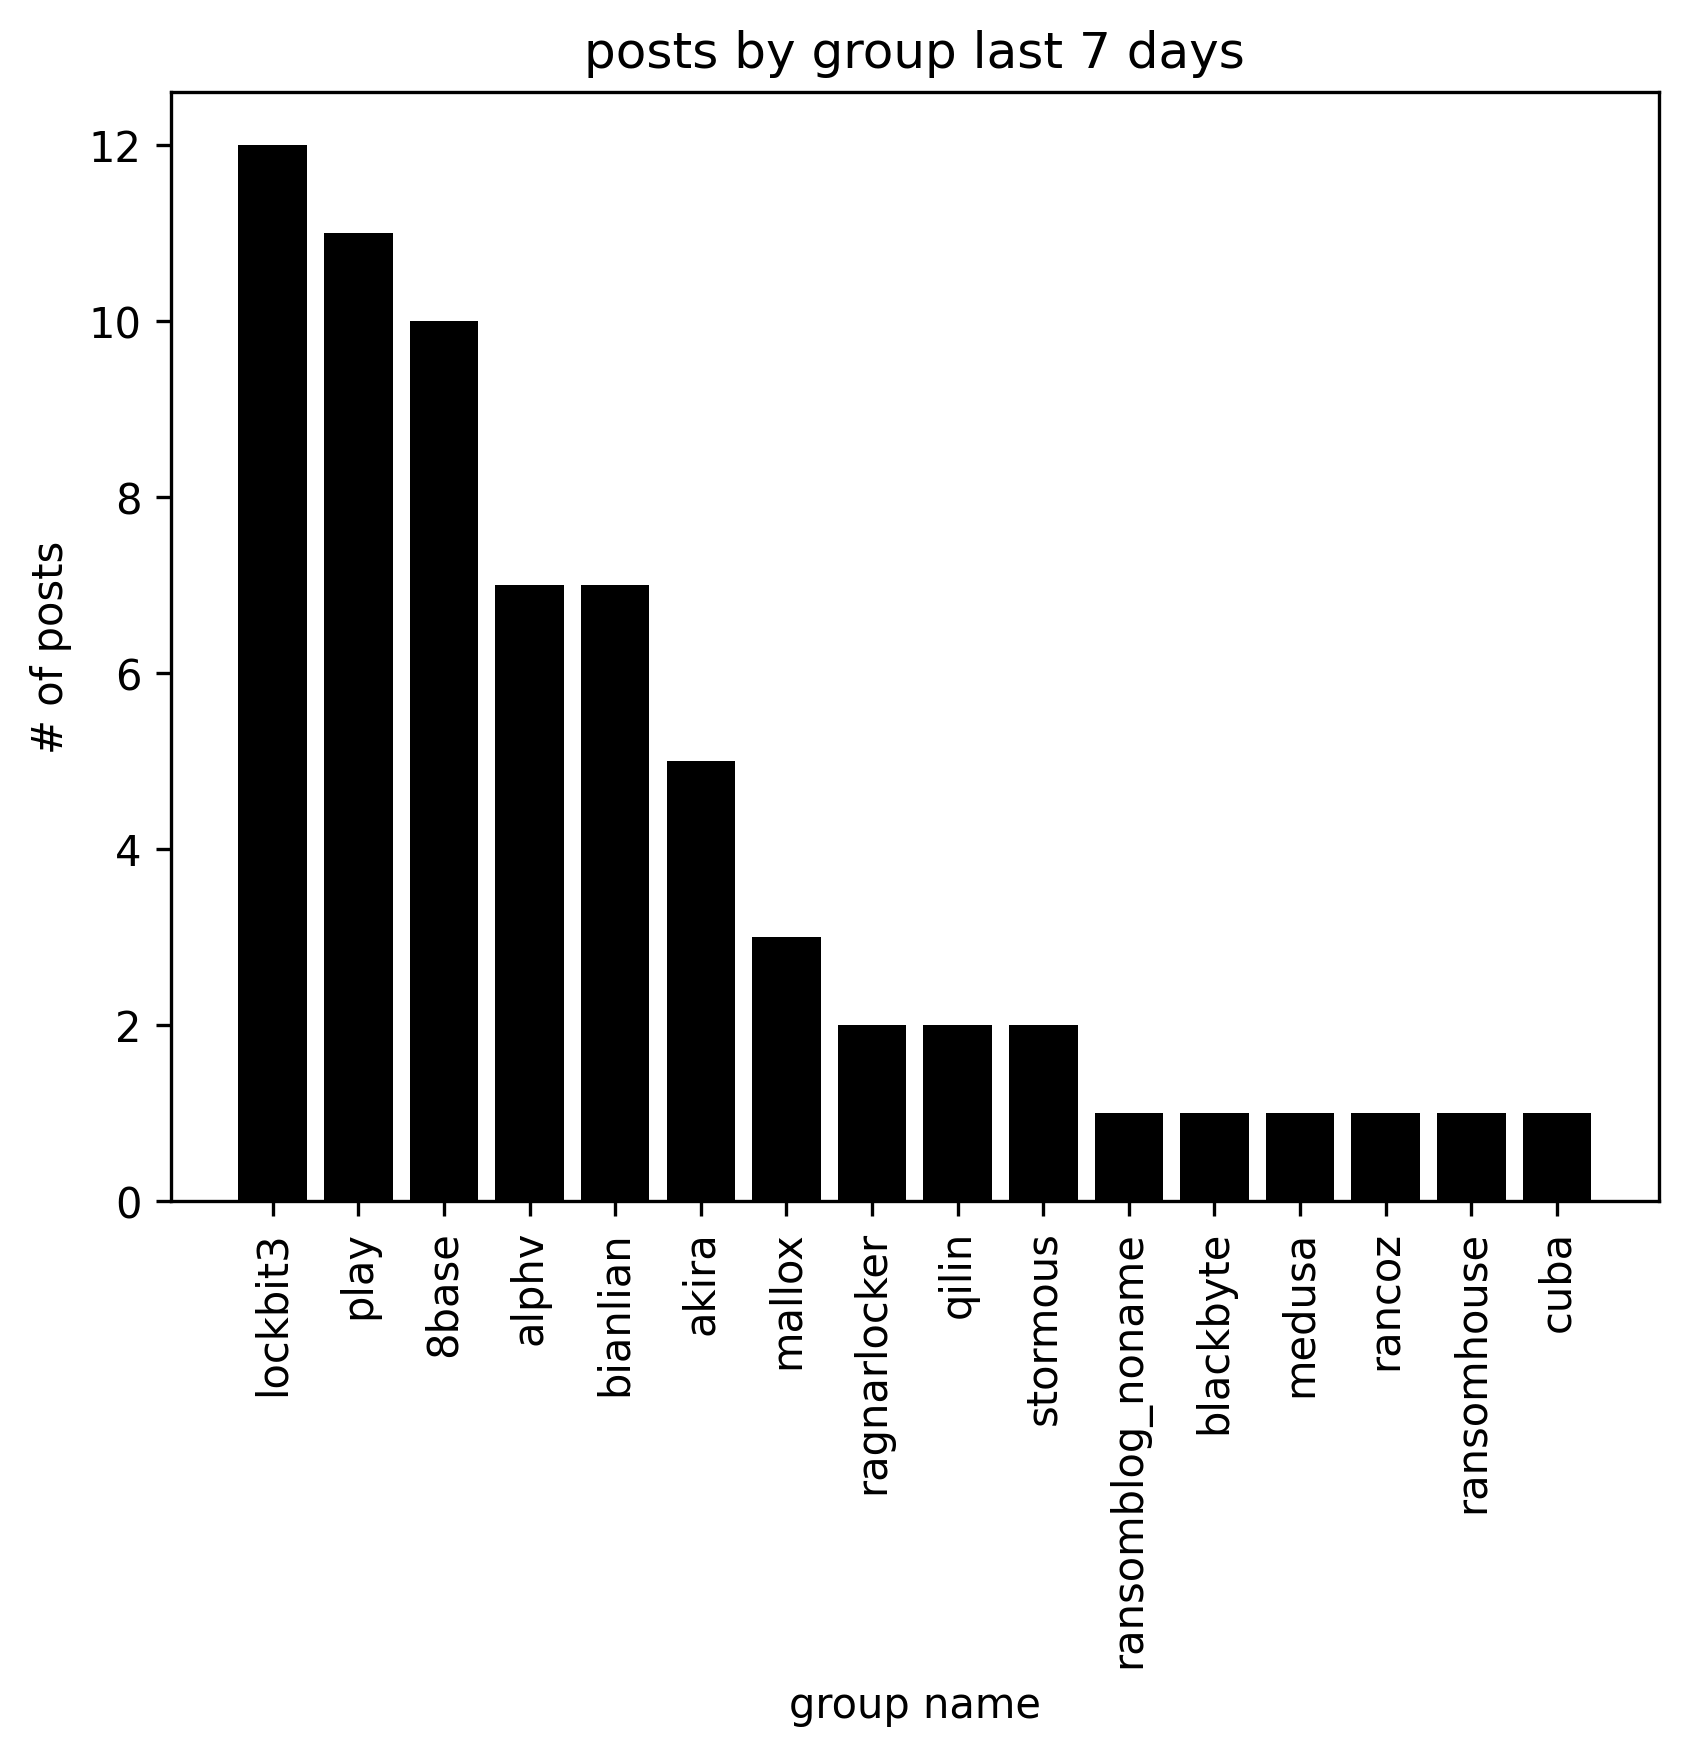 posts by group last 7 days
12
10
8
6
4
2
0
# of posts
lockbit3
play
8base
alphv
bianlian
akira
mallox
ragnarlocker
qilin
stormous
ransomblog_noname
blackbyte
medusa
rancoz
ransomhouse
cuba
group name